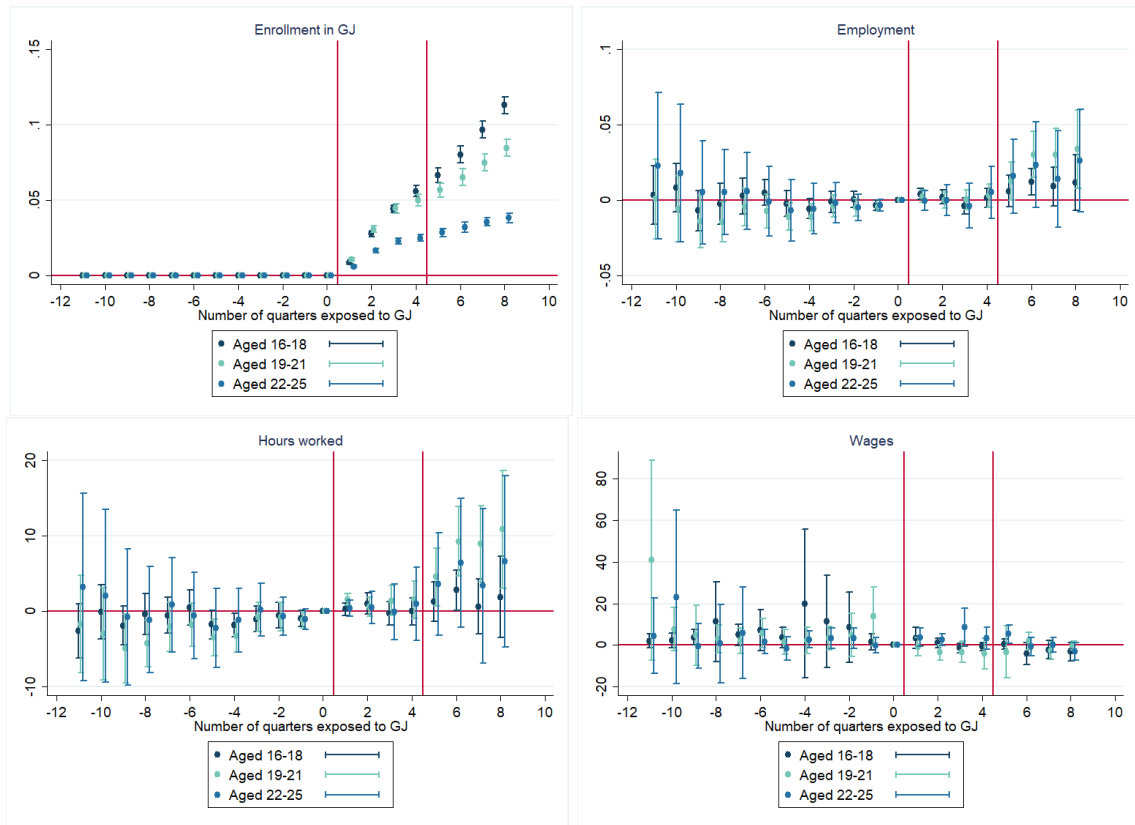 Enrollment in GJ
.15
.1
.05
0
-12 -10 -8 -6 -4 -2 0 2 4 6 8 10
Number of quarters exposed to GJ
Aged 16-18
Aged 19-21
Aged 22-25
Employment
.1
.05
0
-.05
-12 -10 -8 -6 -4 -2 0 2 4 6 8 10
Number of quarters exposed to GJ
Aged 16-18
Aged 19-21
Aged 22-25
Hours worked
20
10
0
-10
-12 -10 -8 -6 -4 -2 0 2 4 6 8 10
Number of quarters exposed to GJ
Aged 16-18
Aged 19-21
Aged 22-25
Wages
80
60
40
20
0
-20
-12 -10 -8 -6 -4 -2 0 2 4 6 8 10
Number of quarters exposed to GJ
Aged 16-18
Aged 19-21
Aged 22-25